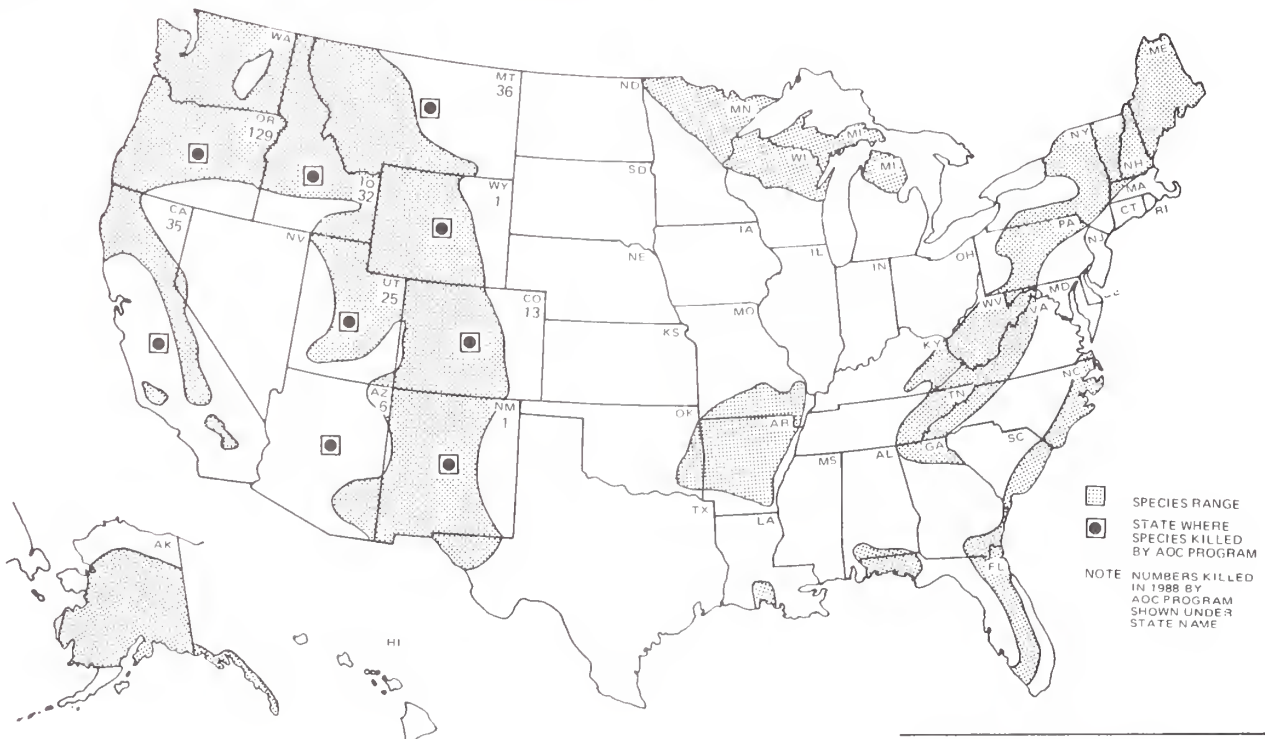 WA
MT
36
ND
MN
ME
OR
129
MI
NY
WI
MI
NH
ID
32
WY
1
SD
MA
CT
RI
CA
35
NV
IA
PA
NJ
UT
25
NE
IL
IN
OH
MD
CO
13
WV
VA
MO
KS
KY
AZ
6
NM
1
OK
AR
TN
NC
SC
GA
MS
AL
TX
LA
FL
AK
HI
SPECIES RANGE
STATE WHERE
SPECIES KILLED
BY ADC PROGRAM
NOTE NUMBERS KILLED
IN 1988 BY
ADC PROGRAM
SHOWN UNDER
STATE NAME